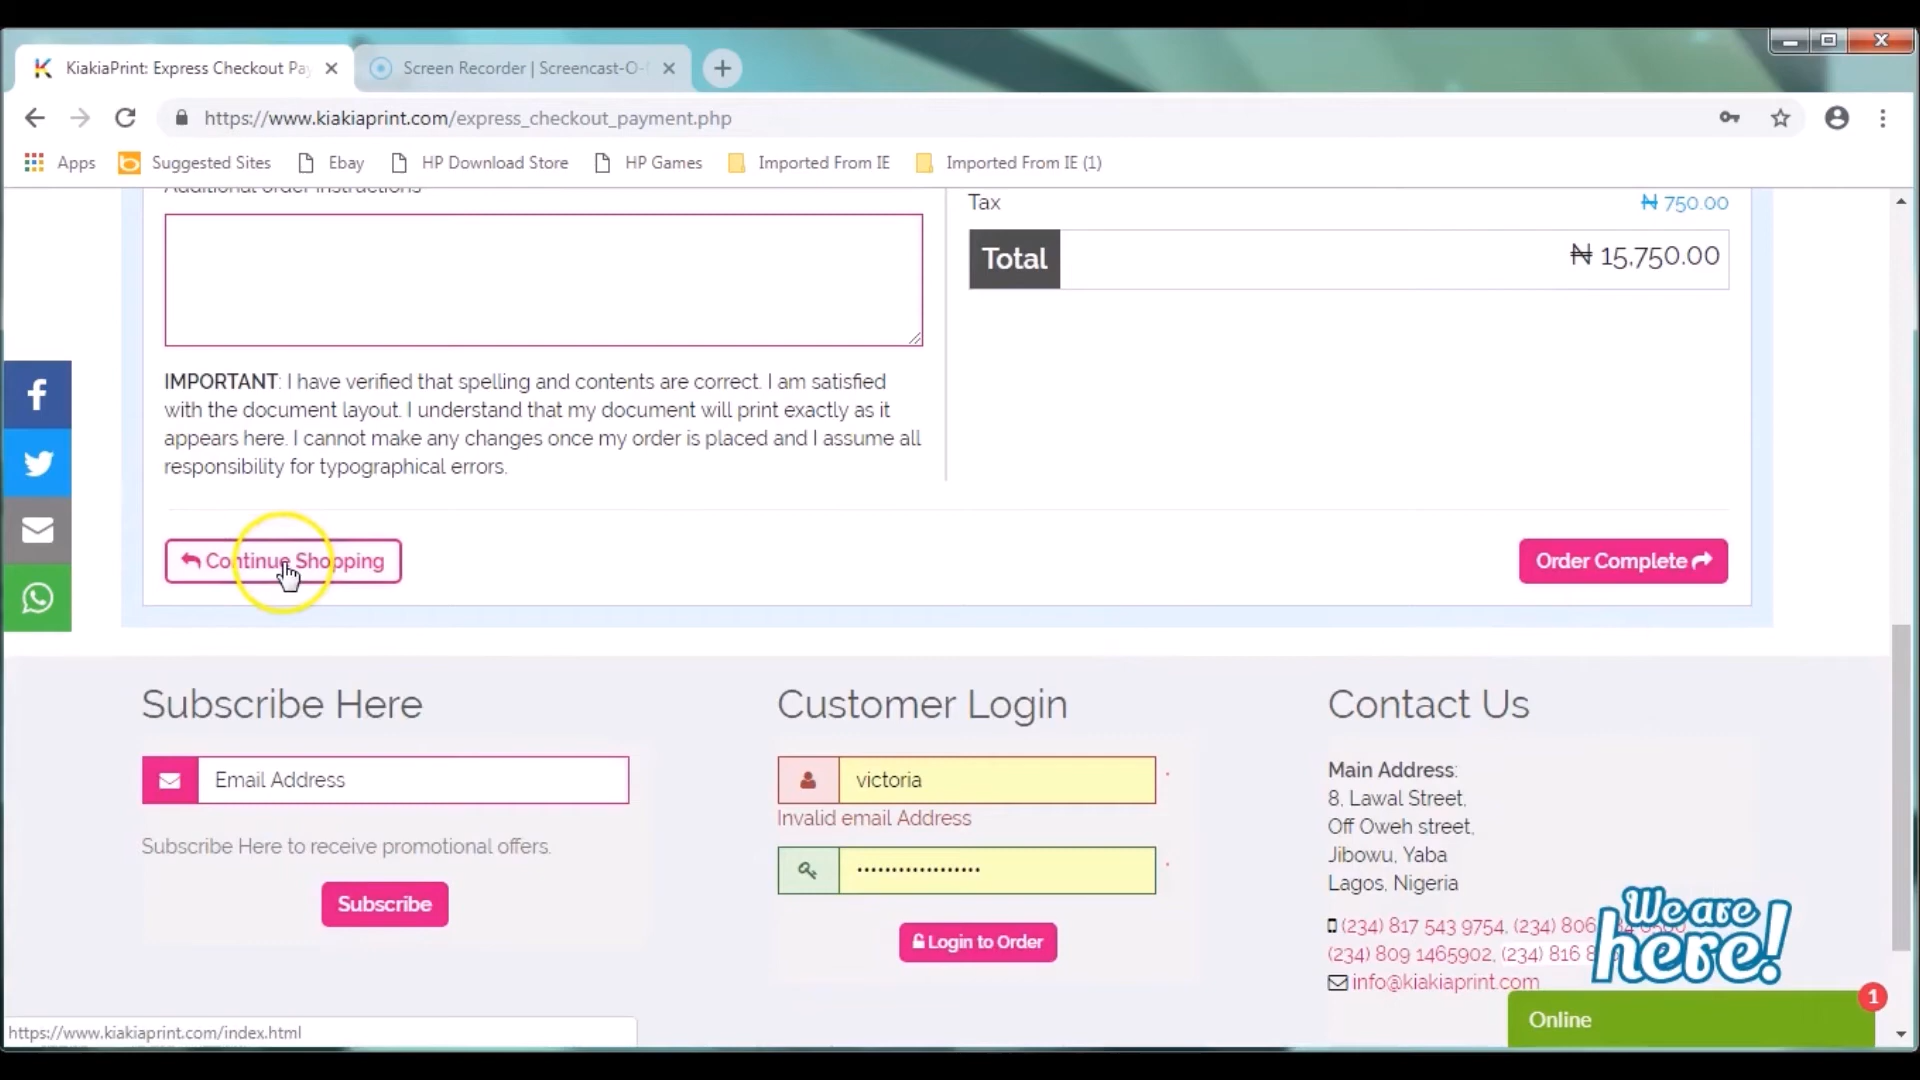 KiakiaPrint: Express Checkout Pay
Screen Recorder | Screencast-O-
https://www.kiakiaprint.com/express_checkout_payment.php
Apps
Suggested Sites
Ebay
HP Download Store
HP Games
Imported From IE
Imported From IE (1)
Additional order instructions
Tax
₦ 750.00
Total
₦ 15,750.00
IMPORTANT: I have verified that spelling and contents are correct. I am satisfied
with the document layout. I understand that my document will print exactly as it
appears here. I cannot make any changes once my order is placed and I assume all
responsibility for typographical errors.
Continue Shopping
Order Complete
Subscribe Here
Email Address
Subscribe Here to receive promotional offers.
Subscribe
Customer Login
victoria
Invalid email Address
Login to Order
Contact Us
Main Address:
8, Lawal Street,
Off Oweh street,
Jibowu, Yaba
Lagos, Nigeria
(234) 817 543 9754, (234) 806
(234) 809 1465902, (234) 816 8
info@kiakiaprint.com
We are
here!
Online
1
https://www.kiakiaprint.com/index.html